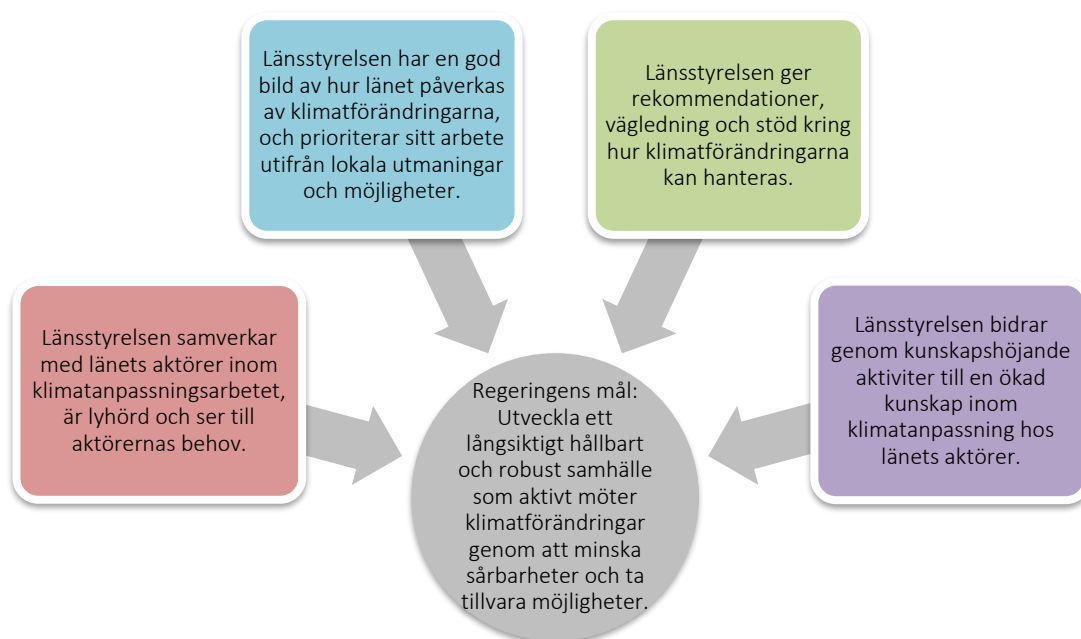 Länsstyrelsen har en god
bild av hur länet påverkas
av klimatförändringarna,
och prioriterar sitt arbete
utifrån lokala utmaningar
och möjligheter.
Länsstyrelsen ger
rekommendationer,
vägledning och stöd kring
hur klimatförändringarna
kan hanteras.
Länsstyrelsen samverkar
med länets aktörer inom
klimatanpassningsarbetet,
är lyhörd och ser till
aktörernas behov.
Länsstyrelsen bidrar
genom kunskapshöjande
aktiviter till en ökad
kunskap inom
klimatanpassning hos
länets aktörer.
Regeringens mål:
Utveckla ett
långsiktigt hållbart
och robust samhälle
som aktivt möter
klimatförändringar
genom att minska
sårbarheter och ta
tillvara möjligheter.